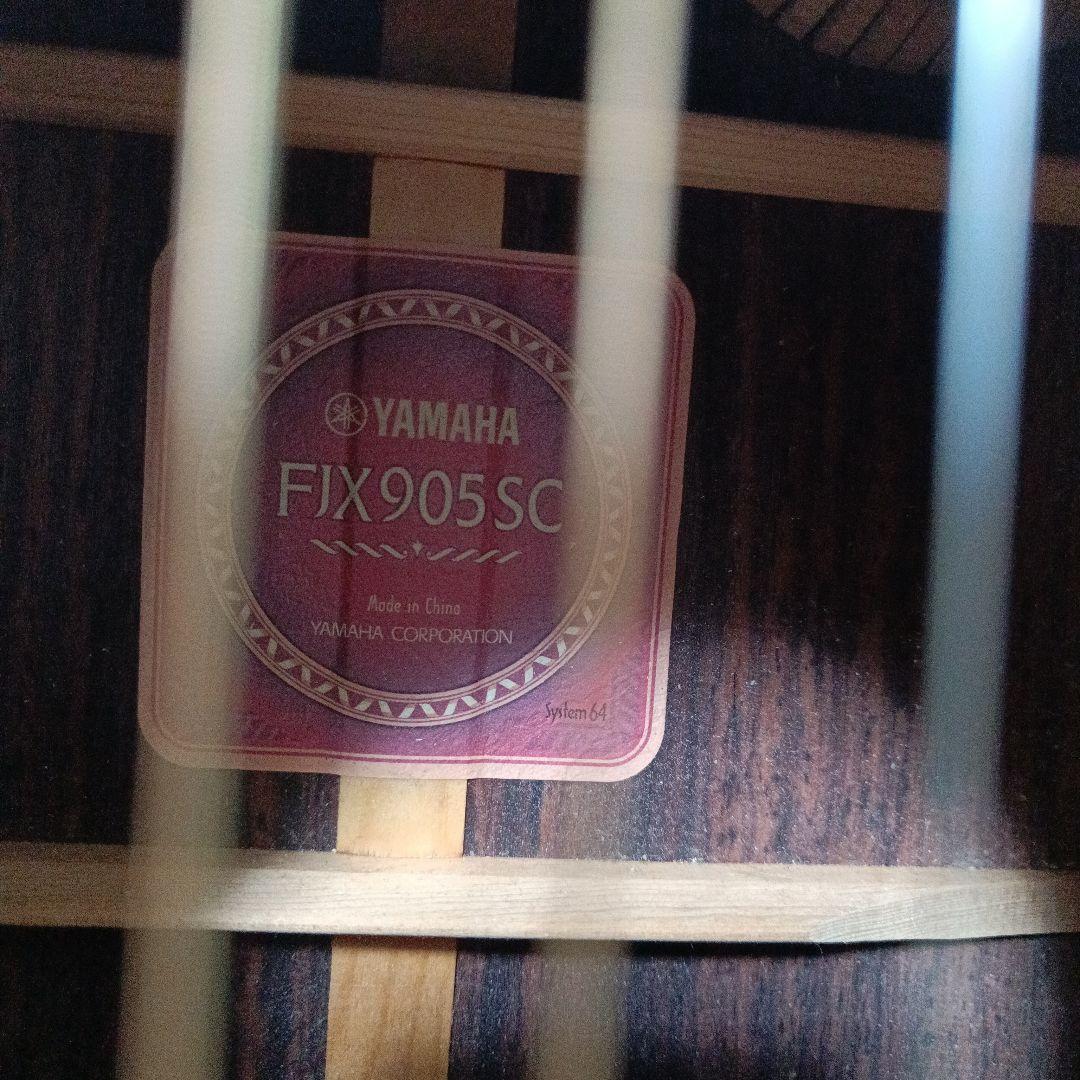 YAMAHA
FJX905SC
Made in China
YAMAHA CORPORATION
System 64